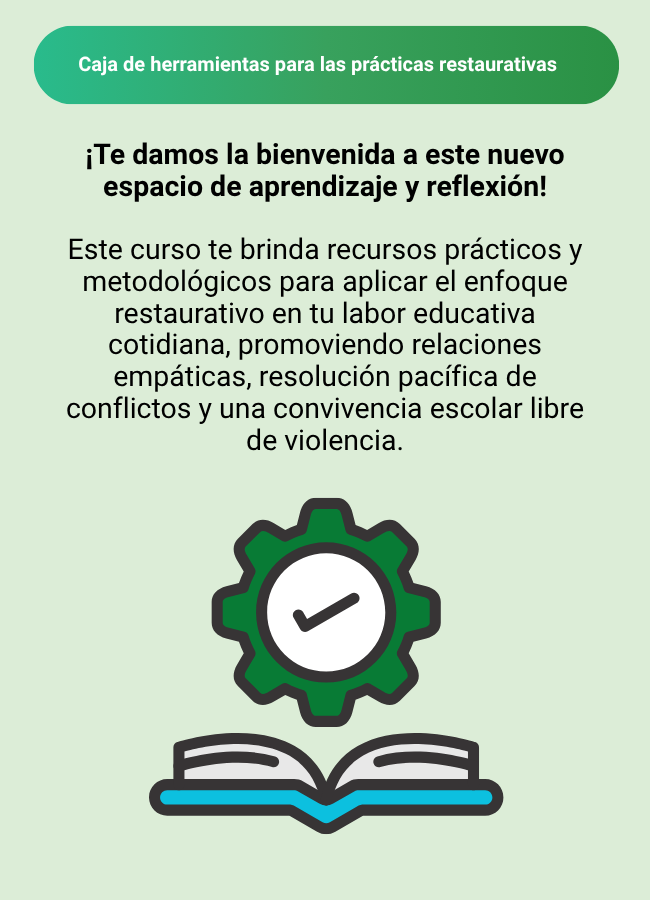 Caja de herramientas para las prácticas restaurativas
¡Te damos la bienvenida a este nuevo
espacio de aprendizaje y reflexión!
Este curso te brinda recursos prácticos y
metodológicos para aplicar el enfoque
restaurativo en tu labor educativa
cotidiana, promoviendo relaciones
empáticas, resolución pacífica de
conflictos y una convivencia escolar libre
de violencia.